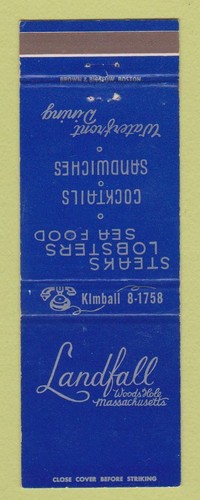 Waterfront
Dining
SANDWICHES
COCKTAILS
STEAKS
LOBSTERS
SEA FOOD
KImball 8-1758
Landfall
Woods Hole
Massachusetts
CLOSE COVER BEFORE STRIKING